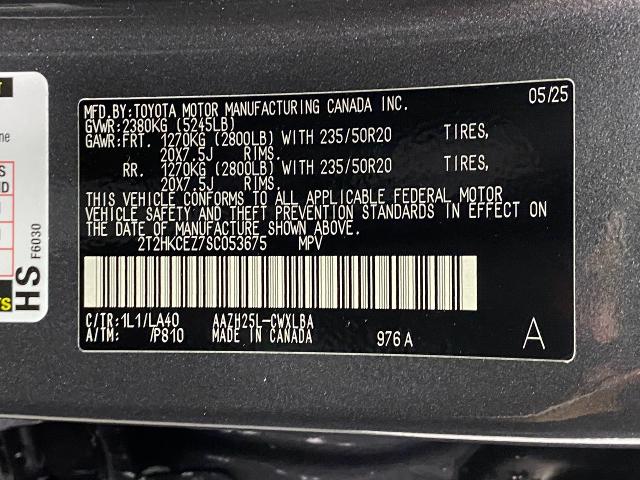 MFD.BY:TOYOTA MOTOR MANUFACTURING CANADA INC. 05/25
GVWR:2380KG (5245LB)
GAWR:FRT. 1270KG (2800LB) WITH 235/50R20 TIRES,
20X7.5J RIMS.
RR. 1270KG (2800LB) WITH 235/50R20 TIRES,
20X7.5J RIMS.
THIS VEHICLE CONFORMS TO ALL APPLICABLE FEDERAL MOTOR
VEHICLE SAFETY AND THEFT PREVENTION STANDARDS IN EFFECT ON
THE DATE OF MANUFACTURE SHOWN ABOVE.
2T2HKCEZ7SC053675 MPV
C/TR:1L1/LA40 AAZH25L-CWXLBA
A/TM: /P810 MADE IN CANADA 976A
A
HS
F6030